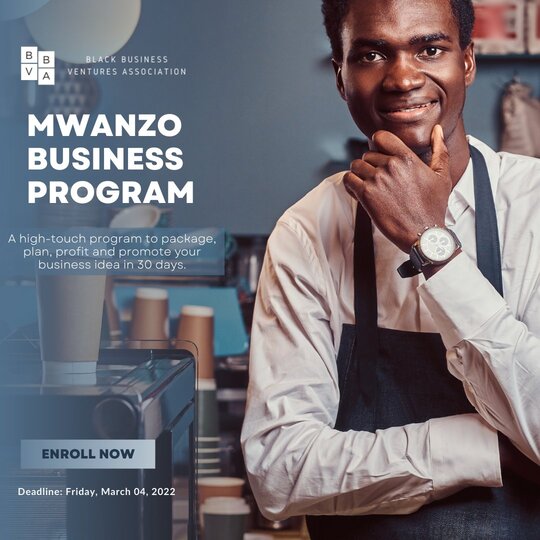 B B
V A
BLACK BUSINESS
VENTURES ASSOCIATION
MWANZO
BUSINESS
PROGRAM
A high-touch program to package,
plan, profit and promote your
business idea in 30 days.
ENROLL NOW
Deadline: Friday, March 04, 2022